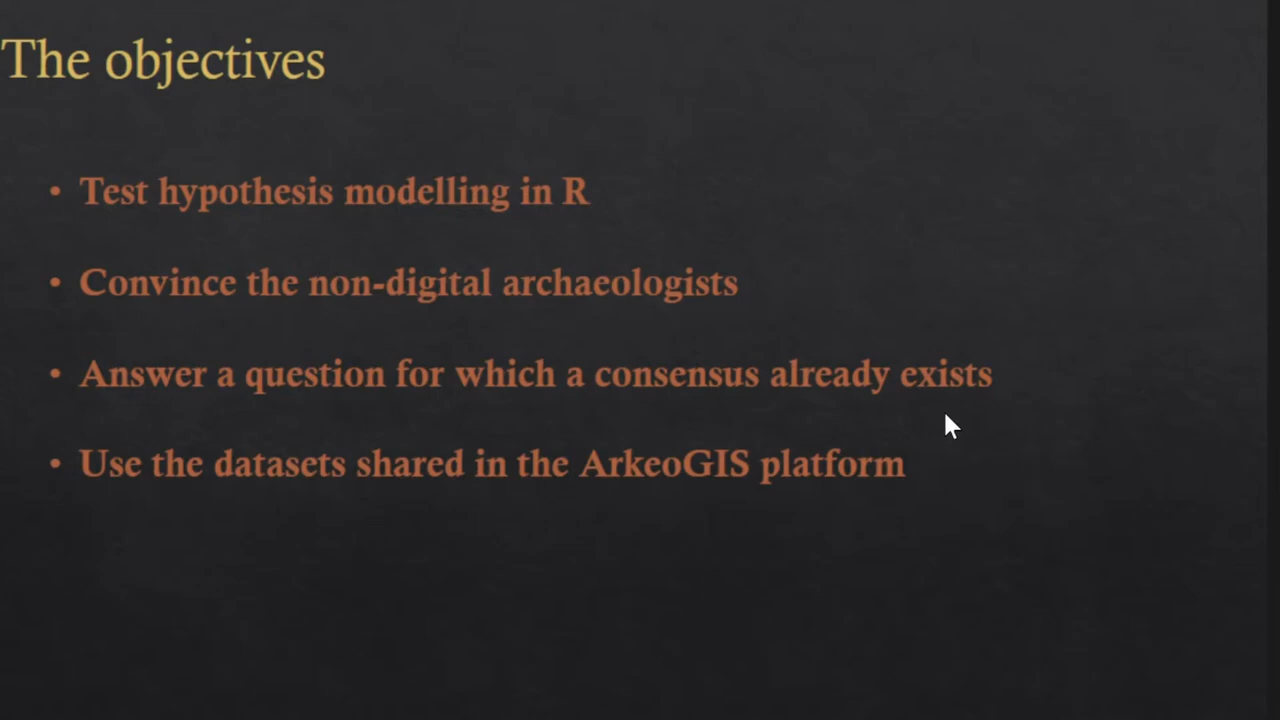 The objectives
• Test hypothesis modelling in R
• Convince the non-digital archaeologists
• Answer a question for which a consensus already exists
• Use the datasets shared in the ArkeoGIS platform